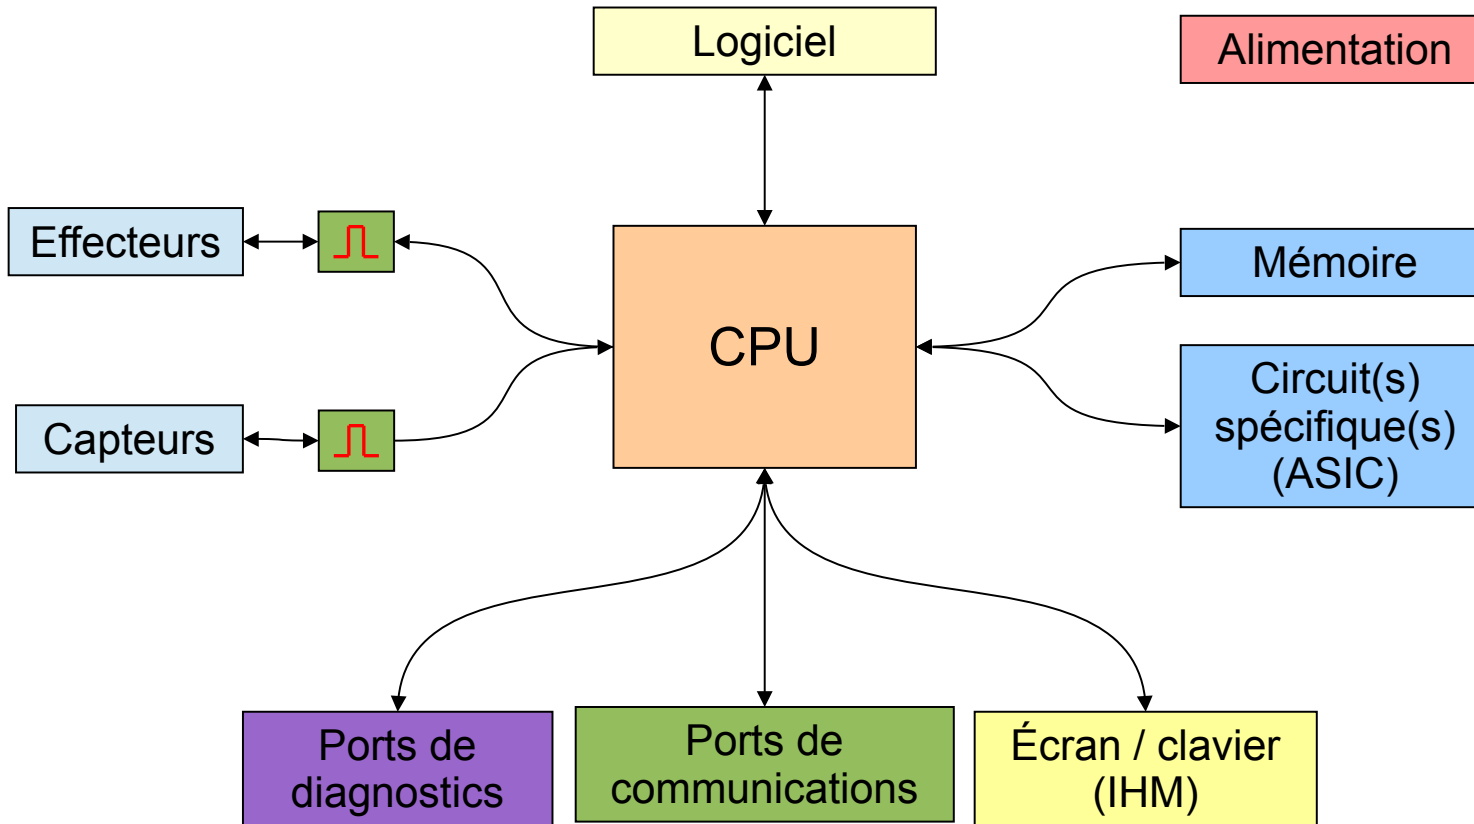 Logiciel
Alimentation
Effecteurs
Mémoire
CPU
Capteurs
Circuit(s)
spécifique(s)
(ASIC)
Ports de
diagnostics
Ports de
communications
Écran / clavier
(IHM)